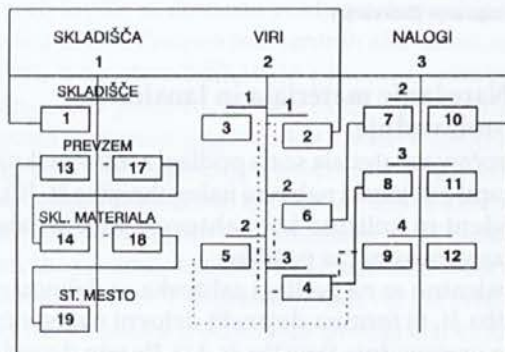 SKLADIŠČA VIRI NALOGI
1 2 3
SKLADIŠČE 1 1 2
1 3 2 7 10
PREVZEM 3
13 17 2 8 11
SKL. MATERIALA 2 6 4
14 18 5 3 9 12
4
ST. MESTO
19